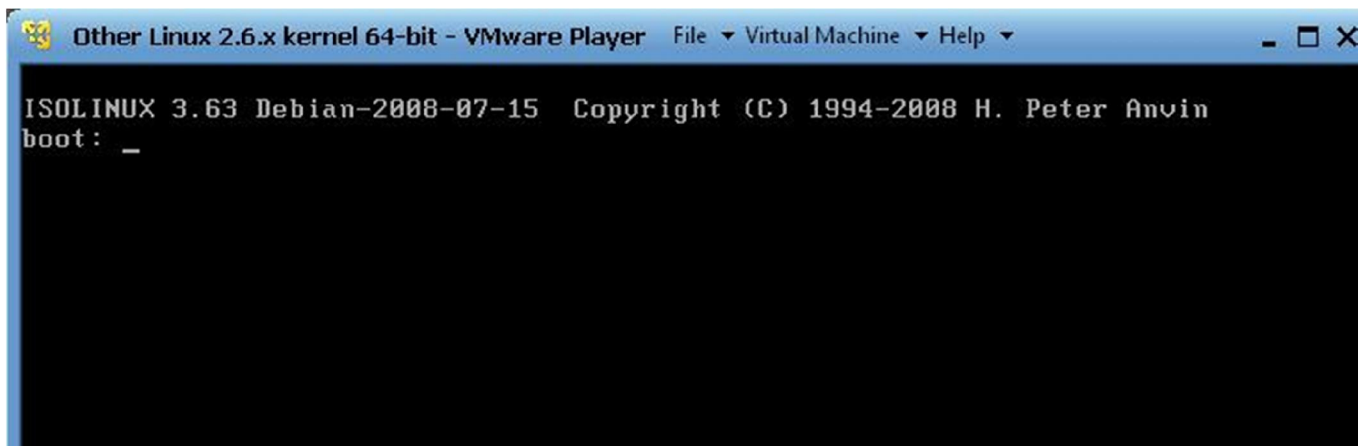 Other Linux 2.6.x kernel 64-bit - VMware Player File Virtual Machine Help
ISOLINUX 3.63 Debian-2008-07-15 Copyright (C) 1994-2008 H. Peter Anvin
boot: _